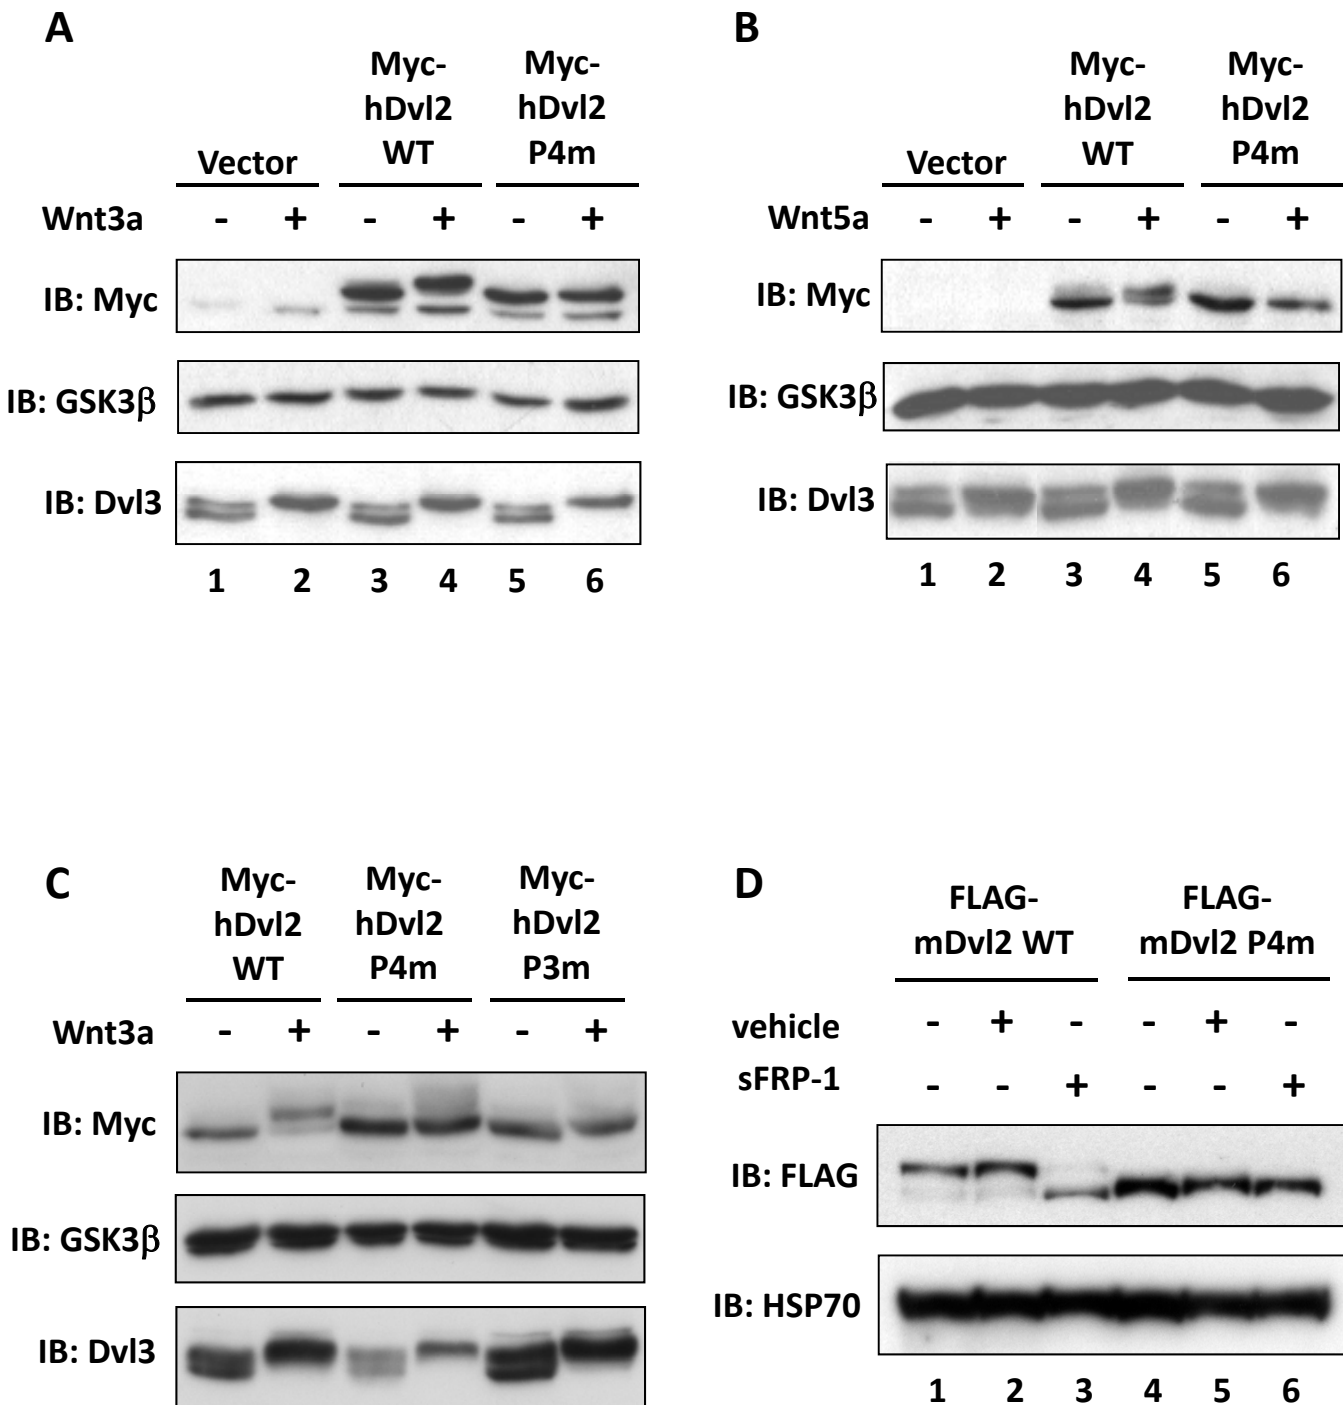 A
Myc-
hDvl2
WT
Myc-
hDvl2
P4m
Vector
Wnt3a - + - + - +
IB: Myc
IB: GSK3β
IB: Dvl3
1 2 3 4 5 6
B
Myc-
hDvl2
WT
Myc-
hDvl2
P4m
Vector
Wnt5a - + - + - +
IB: Myc
IB: GSK3β
IB: Dvl3
1 2 3 4 5 6
C
Myc-
hDvl2
WT
Myc-
hDvl2
P4m
Myc-
hDvl2
P3m
Wnt3a - + - + - +
IB: Myc
IB: GSK3β
IB: Dvl3
D
FLAG-
mDvl2 WT
FLAG-
mDvl2 P4m
vehicle - + - - + -
sFRP-1 - - + - - +
IB: FLAG
IB: HSP70
1 2 3 4 5 6